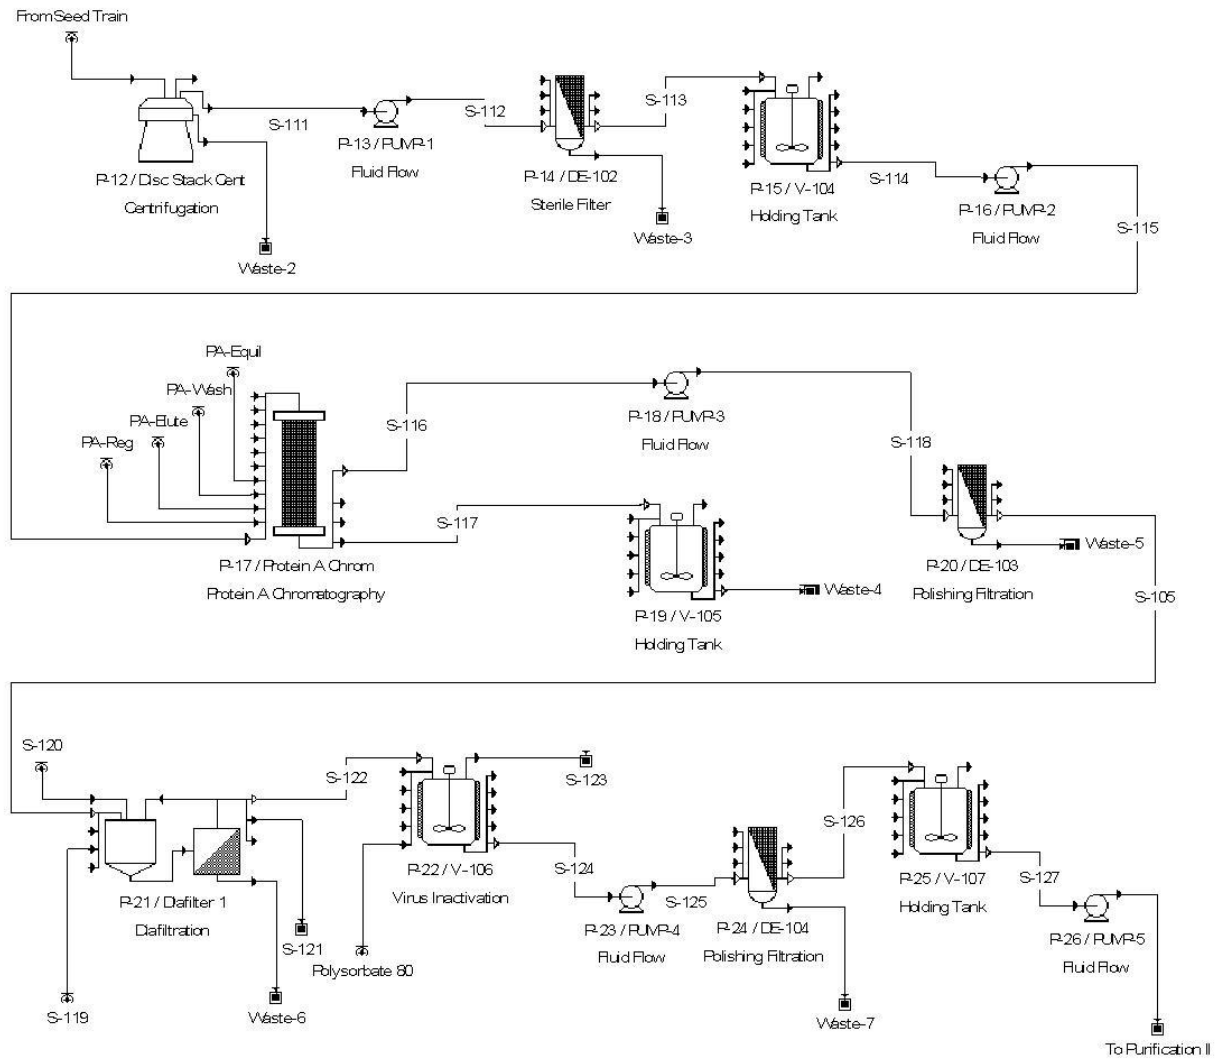 From Seed Train
S-111
P-13 / PUMP-1
Fluid Flow
S-112
S-113
P-12 / Disc Stack Cent
Centrifugation
P-14 / DE-102
Sterile Filter
P-15 / V-104
Holding Tank
S-114
P-16 / PUMP-2
Fluid Flow
S-115
Waste-2
Waste-3
PA-Equil
PA-Wash
PA-Elute
PA-Reg
S-116
P-18 / PUMP-3
Fluid Flow
S-118
S-117
P-17 / Protein A Chrom
Protein A Chromatography
P-19 / V-105
Holding Tank
Waste-4
P-20 / DE-103
Polishing Filtration
Waste-5
S-105
S-120
S-122
S-123
P-21 / Diafilter 1
Diafiltration
S-119
S-121
Waste-6
P-22 / V-106
Virus Inactivation
Polysorbate 80
S-124
P-23 / PUMP-4
Fluid Flow
S-125
S-126
P-24 / DE-104
Polishing Filtration
Waste-7
P-25 / V-107
Holding Tank
S-127
P-26 / PUMP-5
Fluid Flow
To Purification II